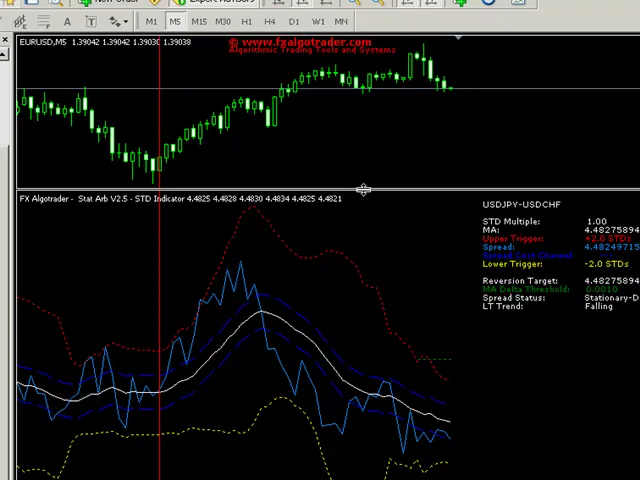 New Order
Expert Advisors
M1 M5 M15 M30 H1 H4 D1 W1 MN
EURUSD,M5 1.39042 1.39042 1.39030 1.39038
© www.fxalgotrader.com
Algorithmic Trading Tools and Systems
FX Algotrader - Stat Arb V2.5 - STD Indicator 4.4825 4.4828 4.4830 4.4834 4.4825 4.4821
USDJPY-USDCHF
STD Multiple: 1.00
MA: 4.48275894
Upper Trigger: +2.0 STDs
Spread: 4.48249715
Spread Cost Channel
Lower Trigger: -2.0 STDs
Reversion Target: 4.48275894
MA Delta Threshold: 0.0010
Spread Status: Stationary-D
LT Trend: Falling